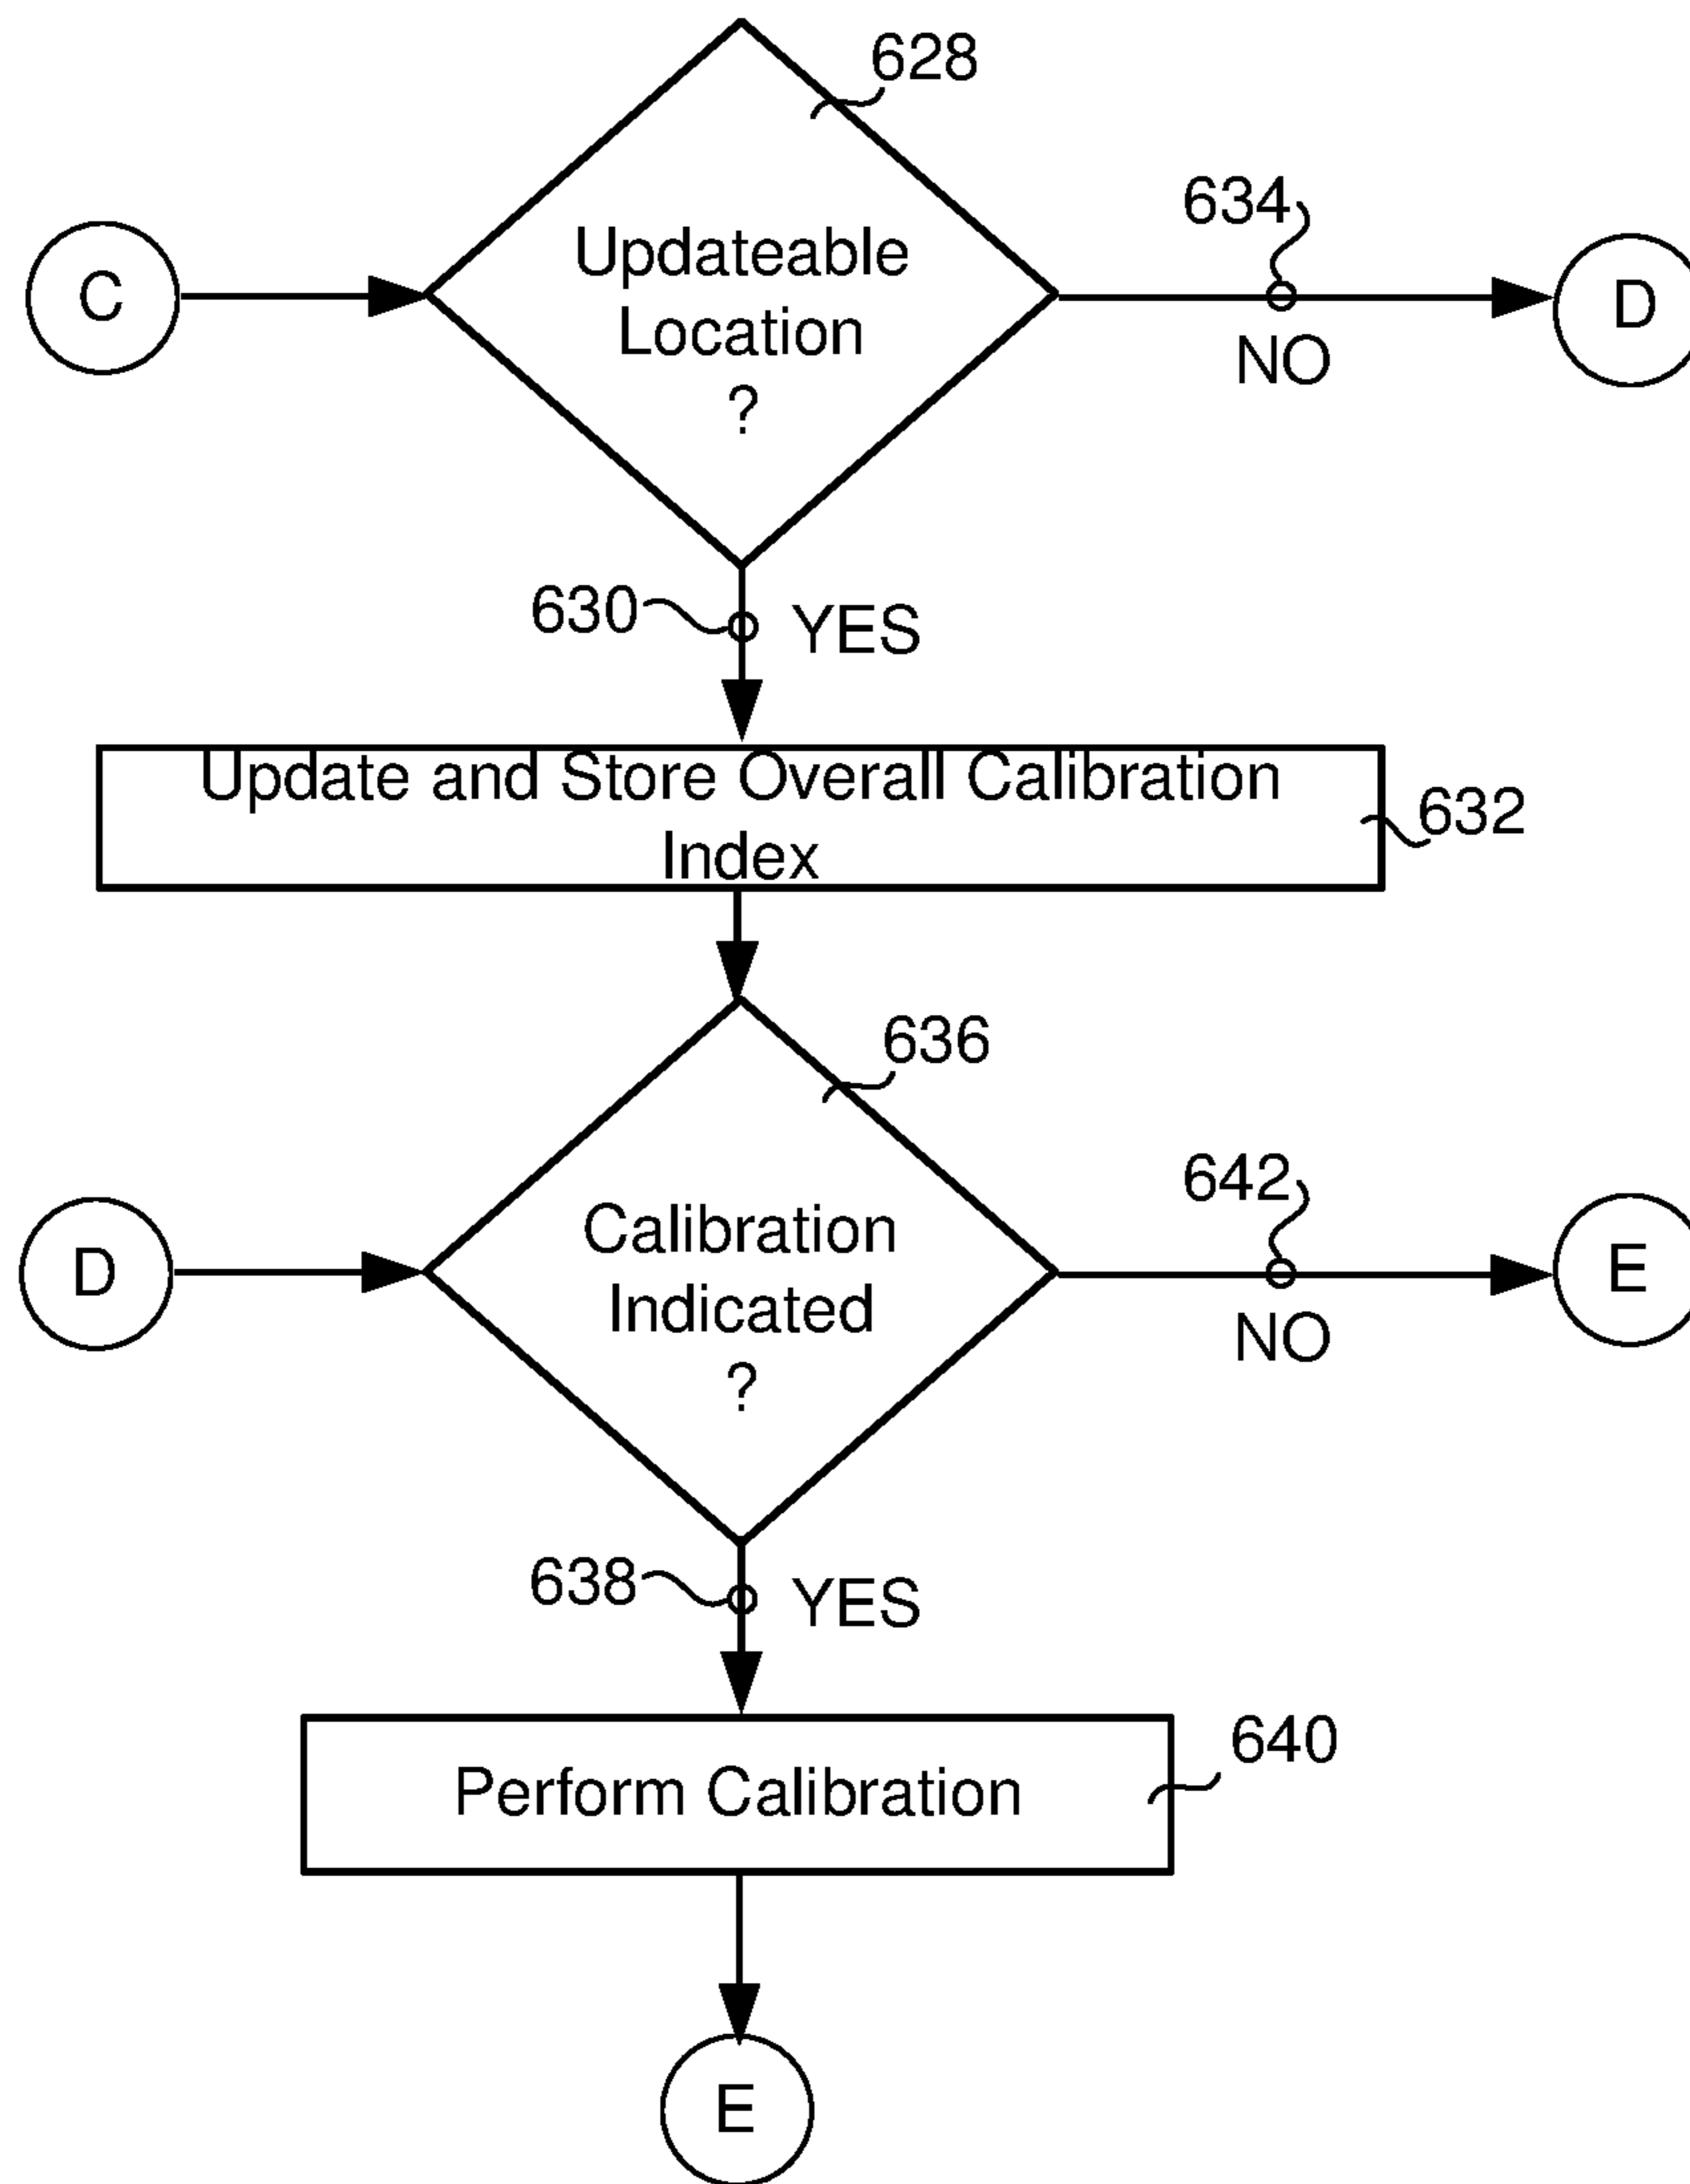 628
634
C
Updateable
Location
?
D
NO
630
YES
Update and Store Overall Calibration
Index
632
636
642
D
Calibration
Indicated
?
E
NO
638
YES
640
Perform Calibration
E